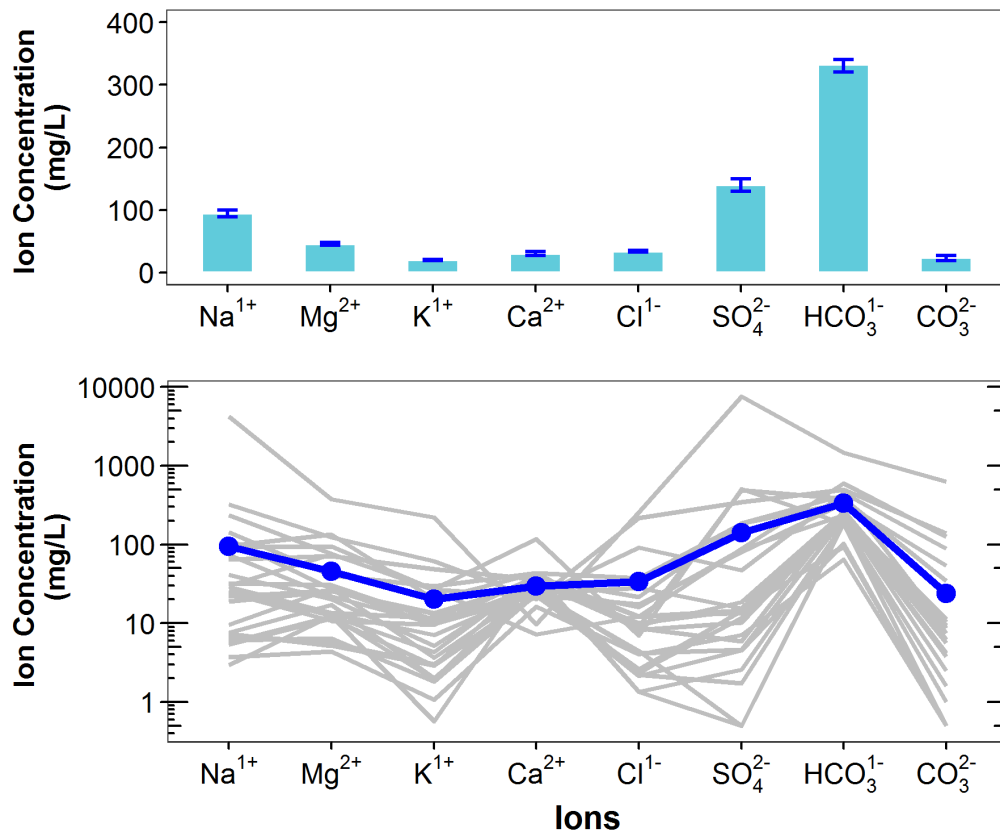 Ion Concentration
(mg/L)
400
300
200
100
0
Na¹⁺ Mg²⁺ K¹⁺ Ca²⁺ Cl¹⁻ SO₄²⁻ HCO₃¹⁻ CO₃²⁻
Ion Concentration
(mg/L)
10000
1000
100
10
1
Na¹⁺ Mg²⁺ K¹⁺ Ca²⁺ Cl¹⁻ SO₄²⁻ HCO₃¹⁻ CO₃²⁻
Ions